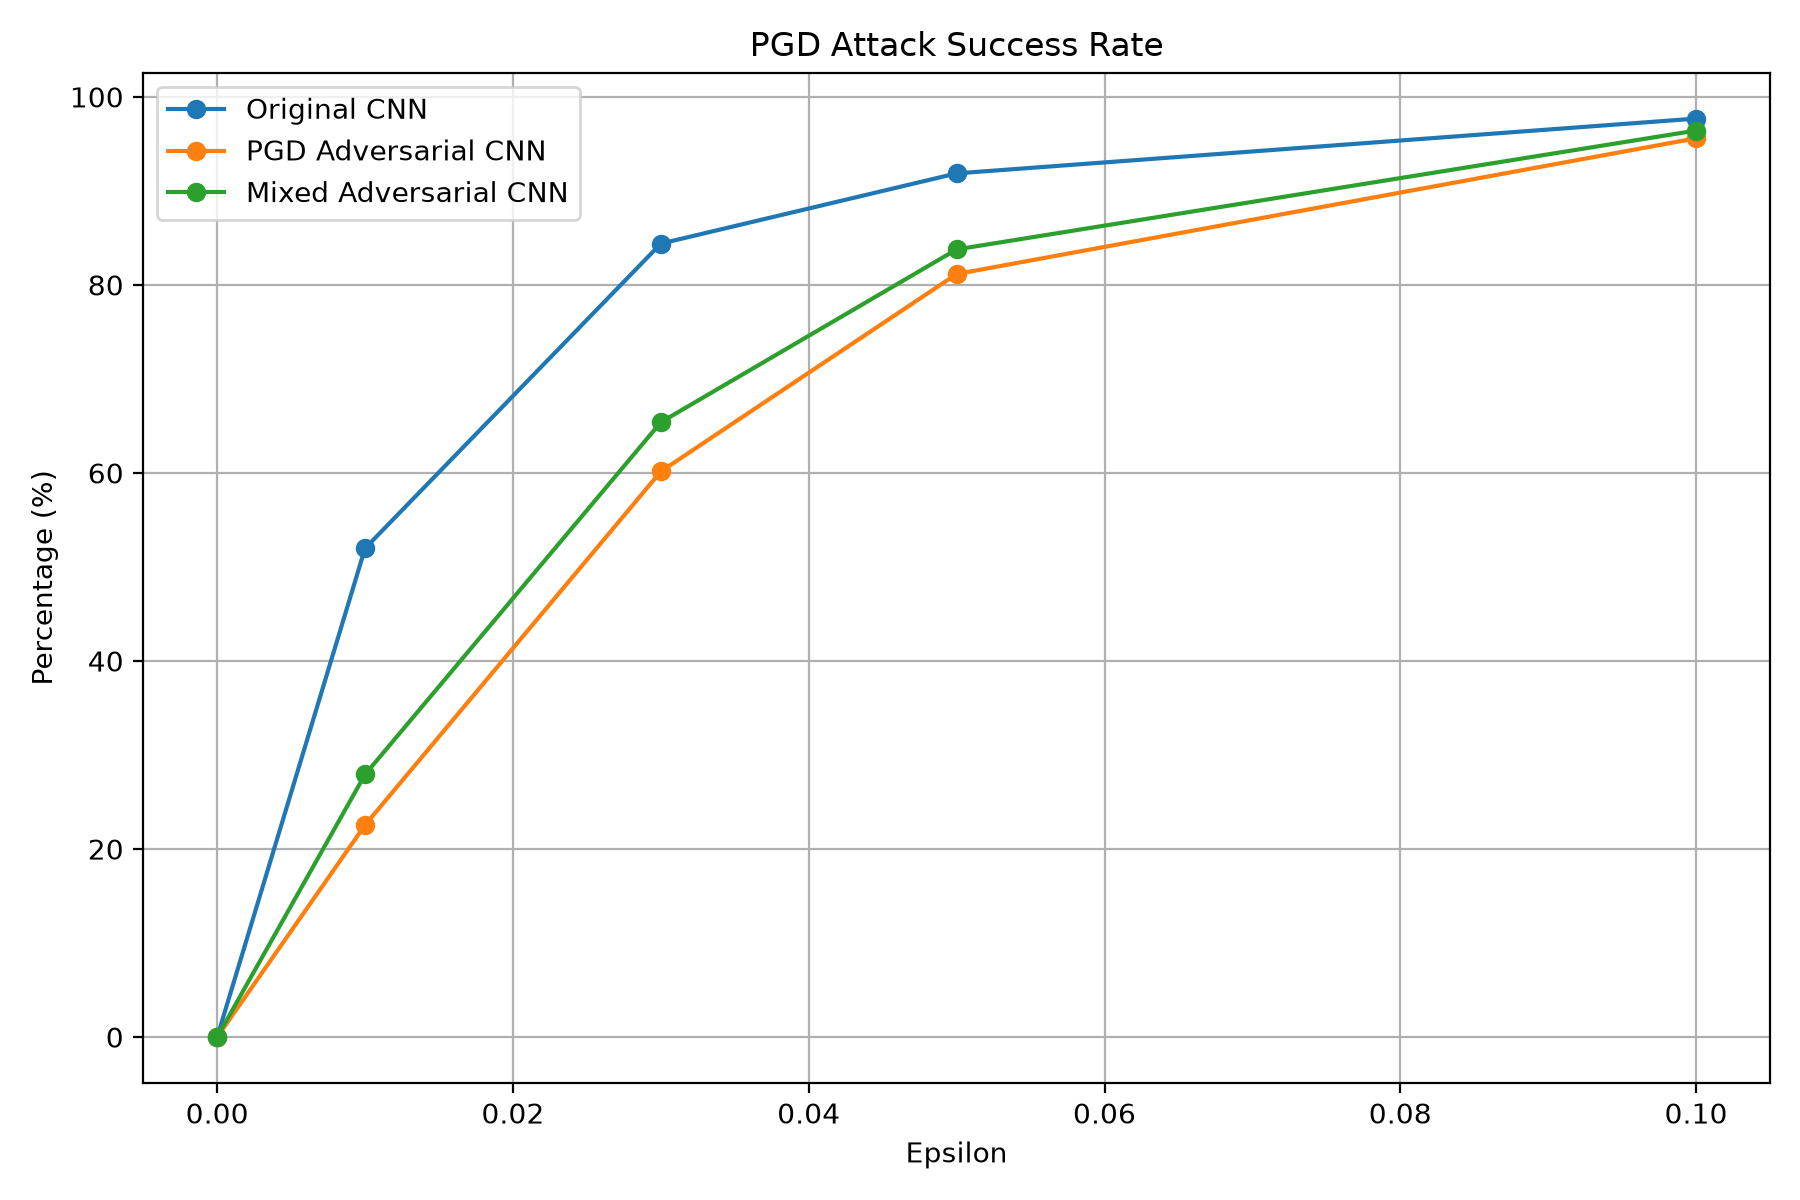 PGD Attack Success Rate
Original CNN
PGD Adversarial CNN
Mixed Adversarial CNN
Percentage (%)
100
80
60
40
20
0
0.00 0.02 0.04 0.06 0.08 0.10
Epsilon